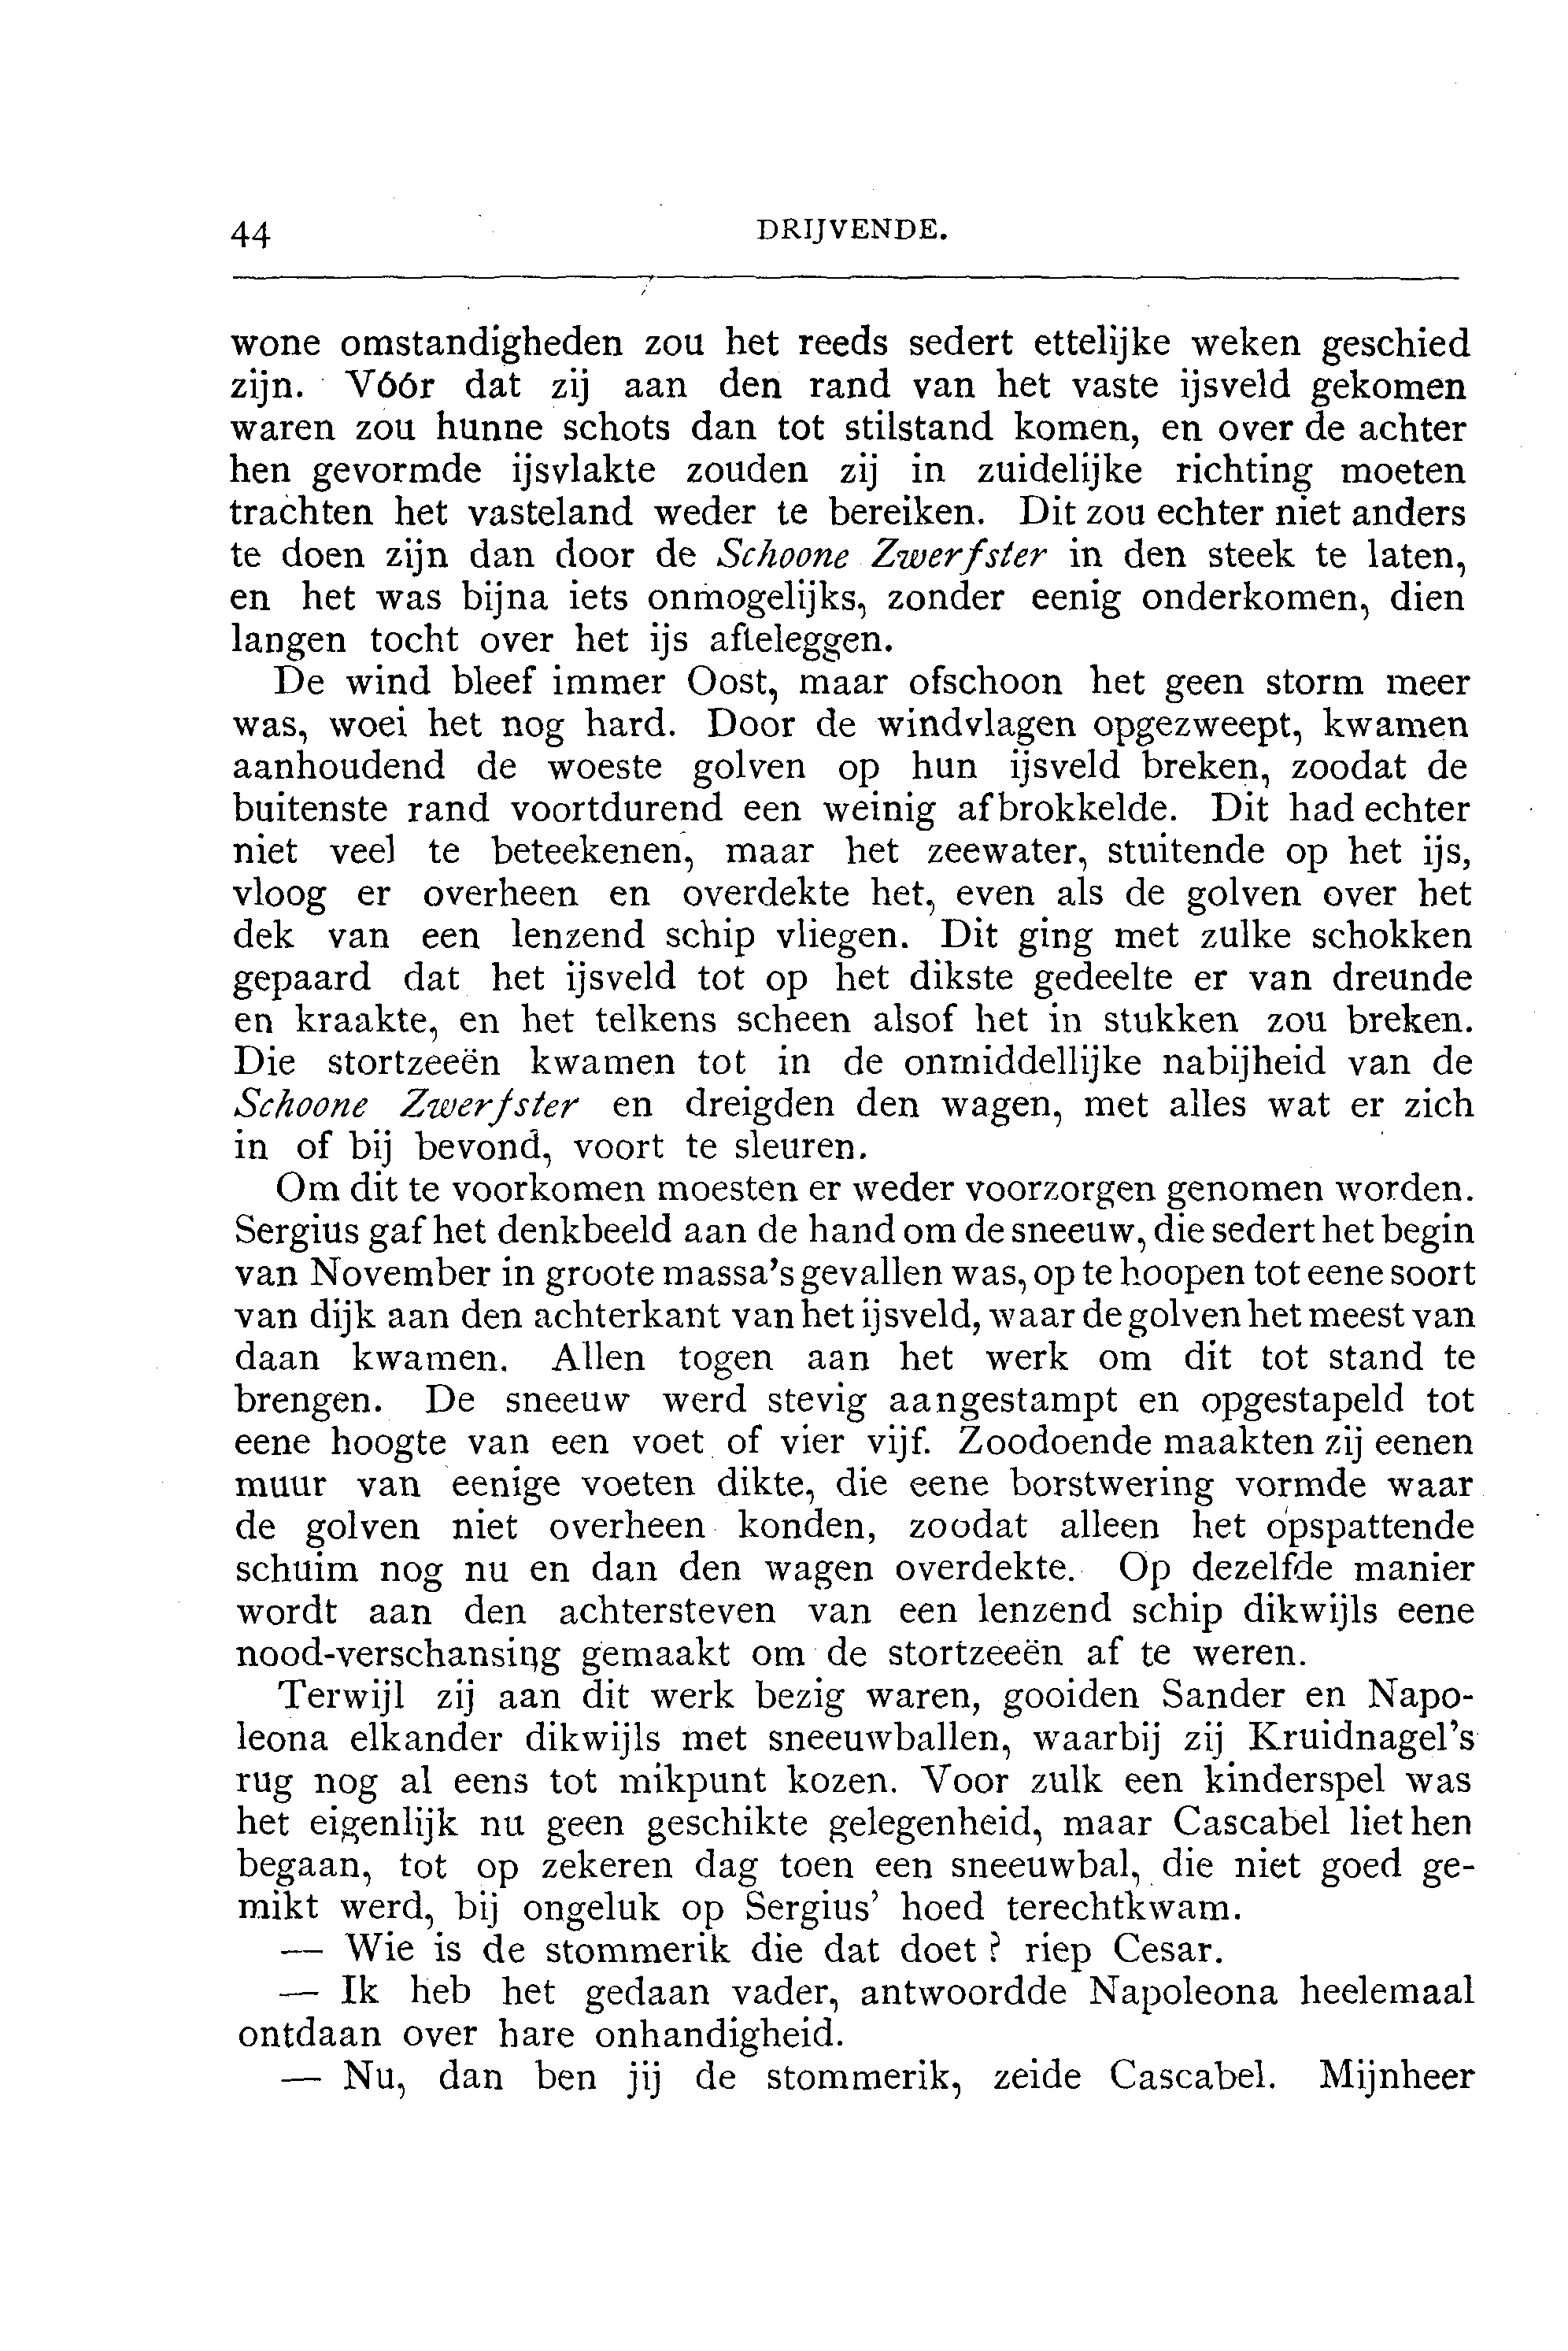 44 DRIJVENDE.
wone omstandigheden zou het reeds sedert ettelijke weken geschied
zijn. Vóór dat zij aan den rand van het vaste ijsveld gekomen
waren zou hunne schots dan tot stilstand komen, en over de achter
hen gevormde ijsvlakte zouden zij in zuidelijke richting moeten
trachten het vasteland weder te bereiken. Dit zou echter niet anders
te doen zijn dan door de Schoone Zwerfster in den steek te laten,
en het was bijna iets onmogelijks, zonder eenig onderkomen, dien
langen tocht over het ijs afteleggen.
De wind bleef immer Oost, maar ofschoon het geen storm meer
was, woei het nog hard. Door de windvlagen opgezweept, kwamen
aanhoudend de woeste golven op hun ijsveld breken, zoodat de
buitenste rand voortdurend een weinig afbrokkelde. Dit had echter
niet veel te beteekenen, maar het zeewater, stuitende op het ijs,
vloog er overheen en overdekte het, even als de golven over het
dek van een lenzend schip vliegen. Dit ging met zulke schokken
gepaard dat het ijsveld tot op het dikste gedeelte er van dreunde
en kraakte, en het telkens scheen alsof het in stukken zou breken.
Die stortzeeën kwamen tot in de onmiddellijke nabijheid van de
Schoone Zwerfster en dreigden den wagen, met alles wat er zich
in of bij bevond, voort te sleuren.
Om dit te voorkomen moesten er weder voorzorgen genomen worden.
Sergius gaf het denkbeeld aan de hand om de sneeuw, die sedert het begin
van November in groote massa's gevallen was, op te hoopen tot eene soort
van dijk aan den achterkant van het ijsveld, waar de golven het meest van
daan kwamen. Allen togen aan het werk om dit tot stand te
brengen. De sneeuw werd stevig aangestampt en opgestapeld tot
eene hoogte van een voet of vier vijf. Zoodoende maakten zij eenen
muur van eenige voeten dikte, die eene borstwering vormde waar
de golven niet overheen konden, zoodat alleen het opspattende
schuim nog nu en dan den wagen overdekte. Op dezelfde manier
wordt aan den achtersteven van een lenzend schip dikwijls eene
nood-verschansing gemaakt om de stortzeeën af te weren.
Terwijl zij aan dit werk bezig waren, gooiden Sander en Napo-
leona elkander dikwijls met sneeuwballen, waarbij zij Kruidnagel's
rug nog al eens tot mikpunt kozen. Voor zulk een kinderspel was
het eigenlijk nu geen geschikte gelegenheid, maar Cascabel liet hen
begaan, tot op zekeren dag toen een sneeuwbal, die niet goed ge-
mikt werd, bij ongeluk op Sergius' hoed terechtkwam.
— Wie is de stommerik die dat doet? riep Cesar.
— Ik heb het gedaan vader, antwoordde Napoleona heelemaal
ontdaan over hare onhandigheid.
— Nu, dan ben jij de stommerik, zeide Cascabel. Mijnheer